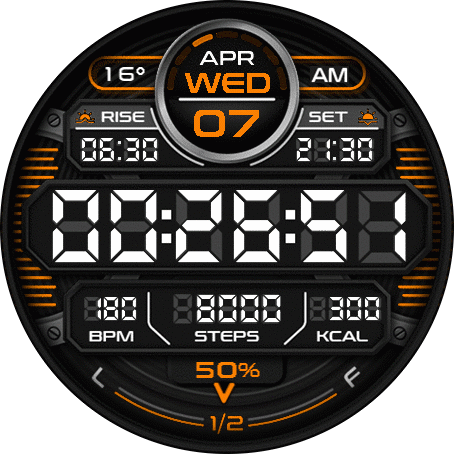 APR
16° WED AM
07
RISE SET
08:30 21:30
00:26:51
180 8000 300
BPM STEPS KCAL
50%
L F
1/2